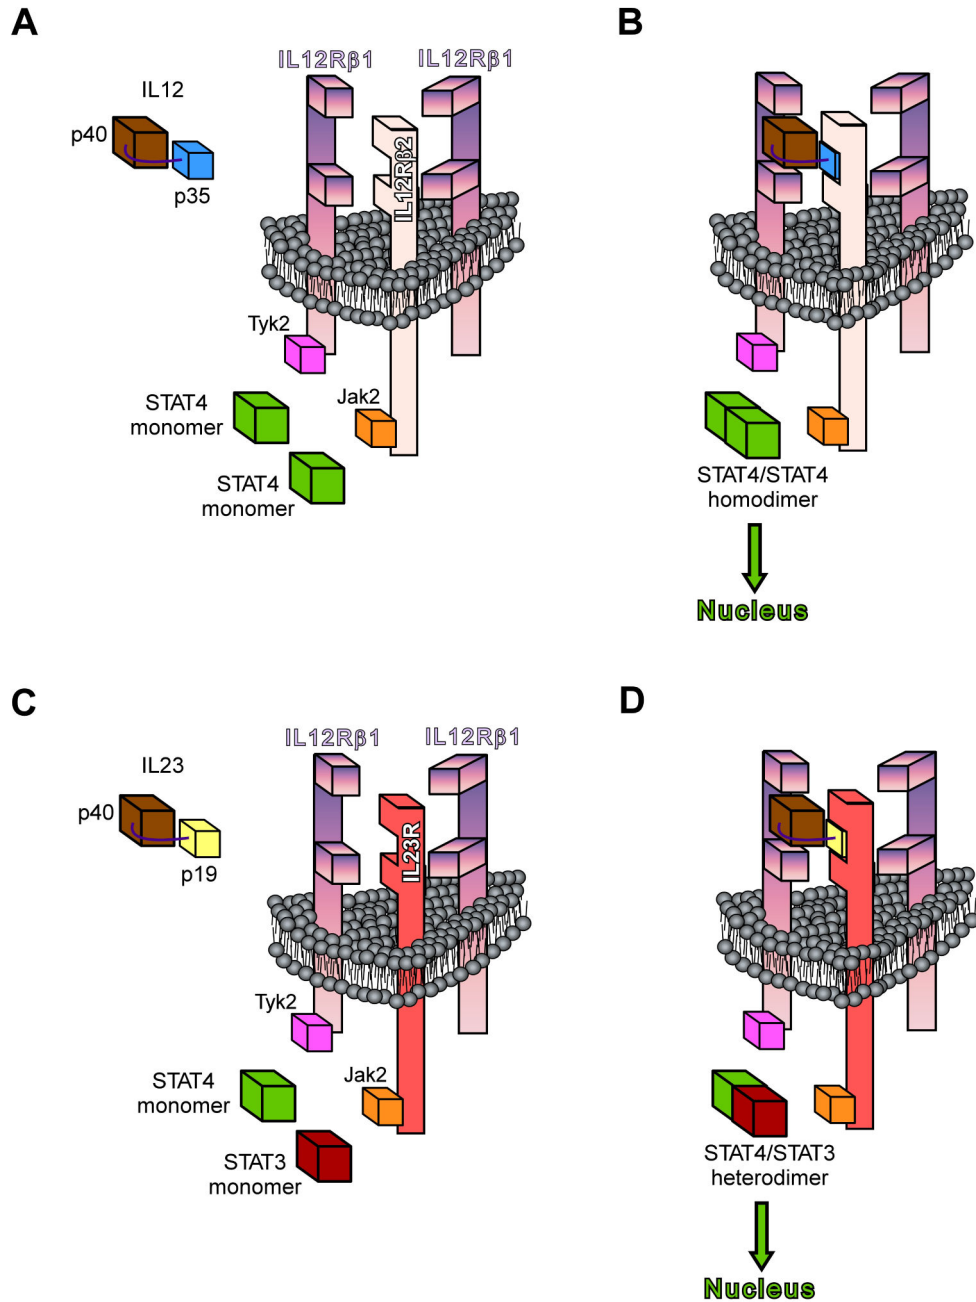 A
IL12Rβ1
IL12Rβ1
IL12
p40
p35
IL12Rβ2
Tyk2
Jak2
STAT4
monomer
STAT4
monomer
B
STAT4/STAT4
homodimer
Nucleus
C
IL12Rβ1
IL12Rβ1
IL23
p40
p19
IL23R
Tyk2
Jak2
STAT4
monomer
STAT3
monomer
D
STAT4/STAT3
heterodimer
Nucleus